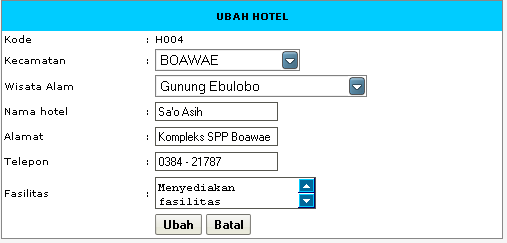 UBAH HOTEL
Kode : H004
Kecamatan : BOAWAE
Wisata Alam : Gunung Ebulobo
Nama hotel : Sa'o Asih
Alamat : Kompleks SPP Boawae
Telepon : 0384 - 21787
Fasilitas : Menyediakan
fasilitas
Ubah Batal